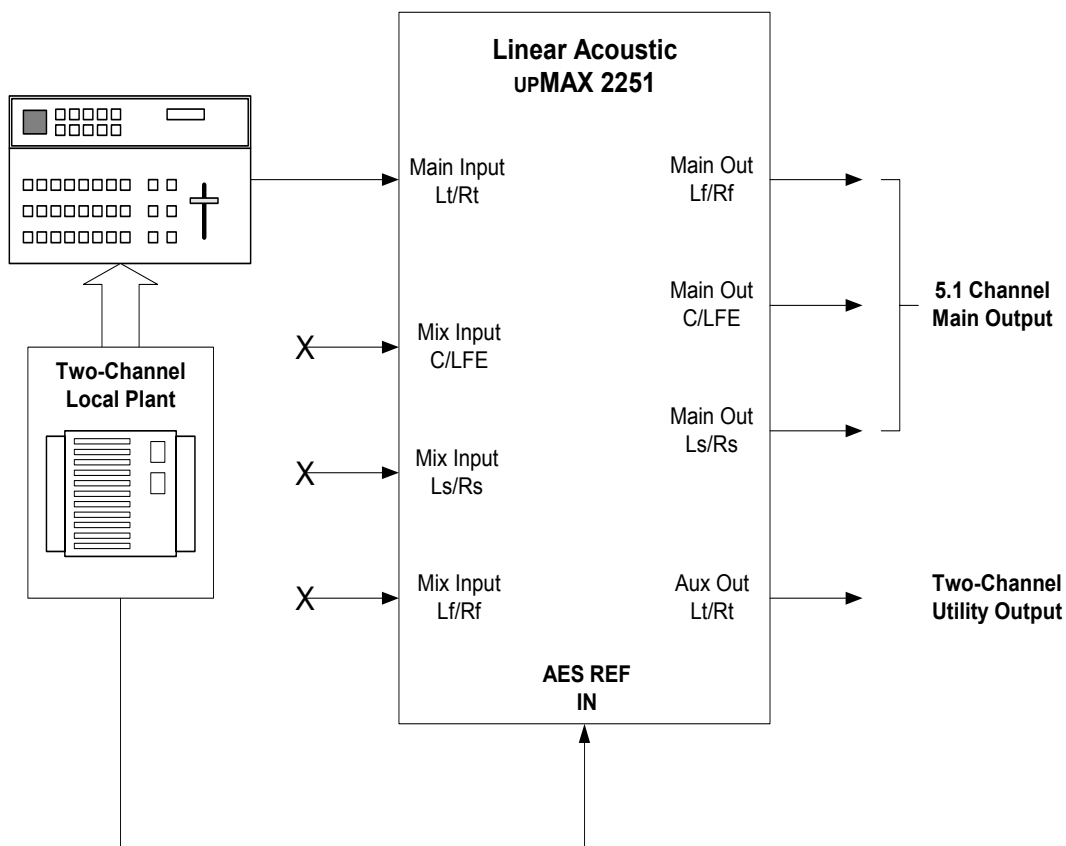 Linear Acoustic
UPMAX 2251
Main Input
Lt/Rt
Main Out
Lf/Rf
Main Out
C/LFE
5.1 Channel
Main Output
X
Mix Input
C/LFE
Two-Channel
Local Plant
Main Out
Ls/Rs
X
Mix Input
Ls/Rs
X
Mix Input
Lf/Rf
Aux Out
Lt/Rt
Two-Channel
Utility Output
AES REF
IN